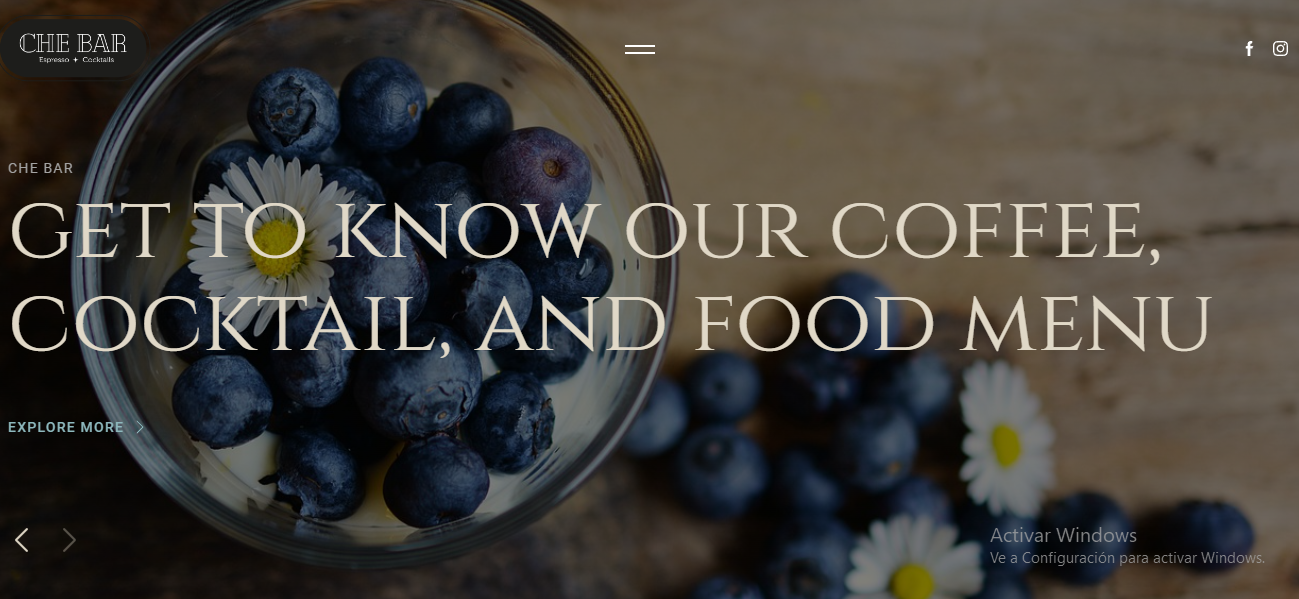 CHE BAR
Espresso + Cocktails
CHE BAR
GET TO KNOW OUR COFFEE,
COCKTAIL, AND FOOD MENU
EXPLORE MORE
Activar Windows
Ve a Configuración para activar Windows.